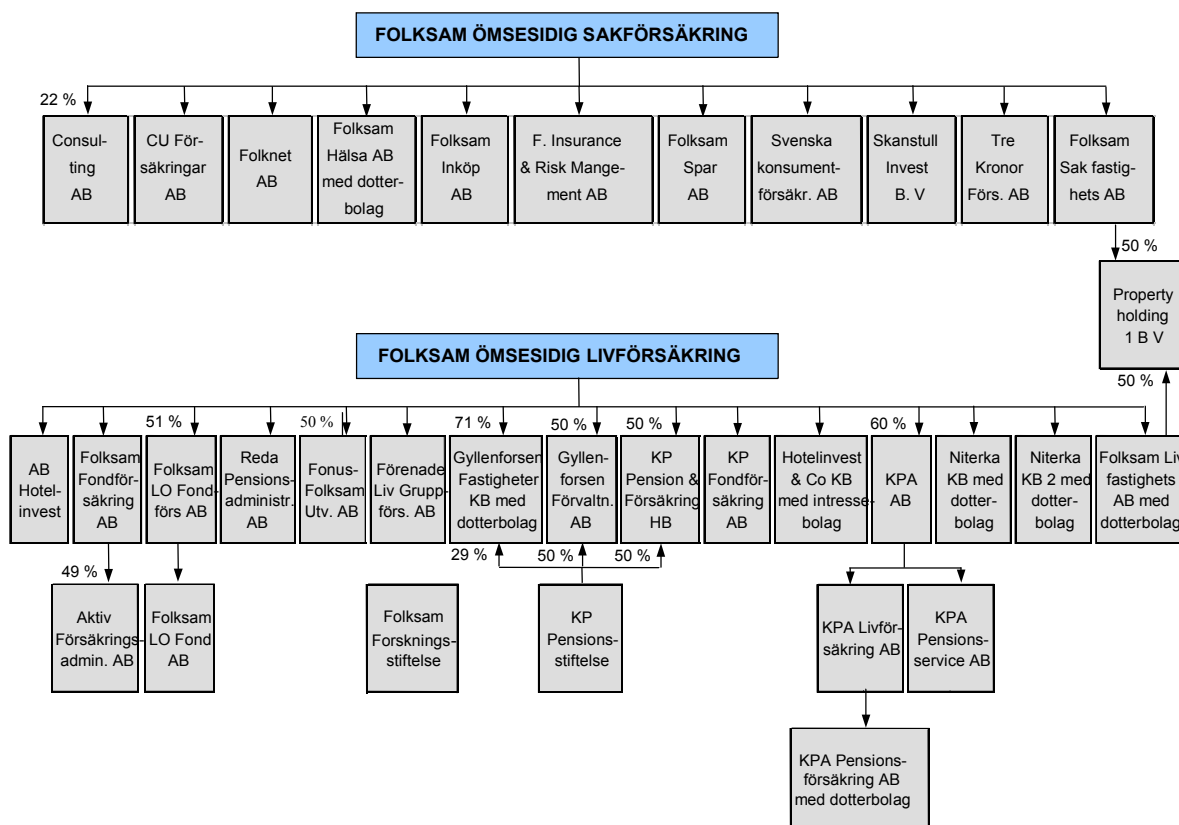 FOLKSAM ÖMSESIDIG SAKFÖRSÄKRING
22 %
Consul-
ting
AB
CU För-
säkringar
AB
Folknet
AB
Folksam
Hälsa AB
med dotter-
bolag
Folksam
Inköp
AB
F. Insurance
& Risk Mange-
ment AB
Folksam
Spar
AB
Svenska
konsument-
försäkr. AB
Skanstull
Invest
B. V
Tre
Kronor
Förs. AB
Folksam
Sak fastig-
hets AB
50 %
Property
holding
1 B V
50 %
FOLKSAM ÖMSESIDIG LIVFÖRSÄKRING
51 %
50 %
71 %
50 %
50 %
60 %
AB
Hotel-
invest
Folksam
Fondför-
säkring
AB
Folksam
LO Fond-
förs AB
Reda
Pensions-
administr.
AB
Fonus-
Folksam
Utv. AB
Förenade
Liv Grupp-
förs. AB
Gyllenforsen
Fastigheter
KB med
dotterbolag
Gyllen-
forsen
Förvaltn.
AB
KP
Pension &
Försäkring
HB
KP
Fondför-
säkring
AB
Hotelinvest
& Co KB
med intresse-
bolag
KPA
AB
Niterka
KB med
dotter-
bolag
Niterka
KB 2 med
dotter-
bolag
Folksam Liv
fastighets
AB med
dotterbolag
49 %
29 %
50 %
50 %
Aktiv
Försäkrings-
admin. AB
Folksam
LO Fond
AB
Folksam
Forsknings-
stiftelse
KP
Pensions-
stiftelse
KPA Livför-
säkring AB
KPA
Pensions-
service AB
KPA Pensions-
försäkring AB
med dotterbolag